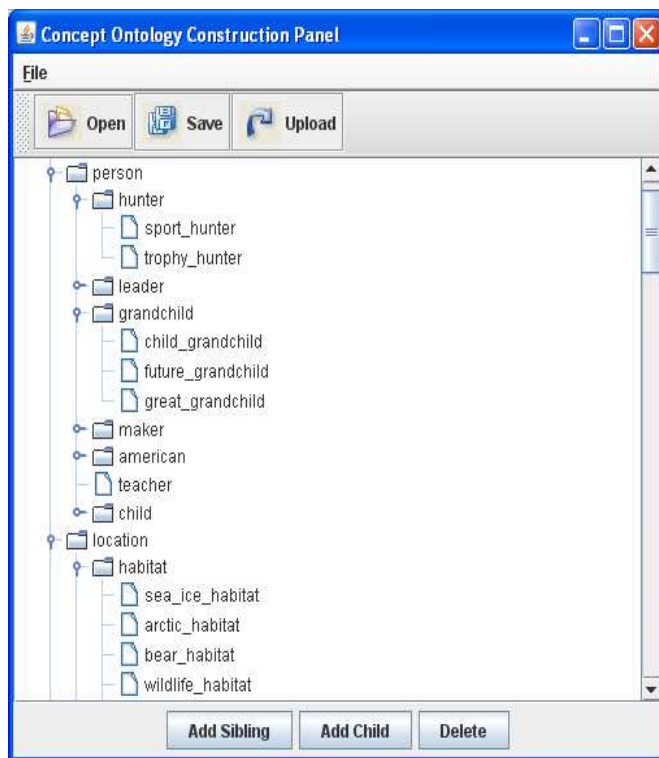 Concept Ontology Construction Panel
File
Open Save Upload
person
hunter
sport_hunter
trophy_hunter
leader
grandchild
child_grandchild
future_grandchild
great_grandchild
maker
american
teacher
child
location
habitat
sea_ice_habitat
arctic_habitat
bear_habitat
wildlife_habitat
Add Sibling Add Child Delete